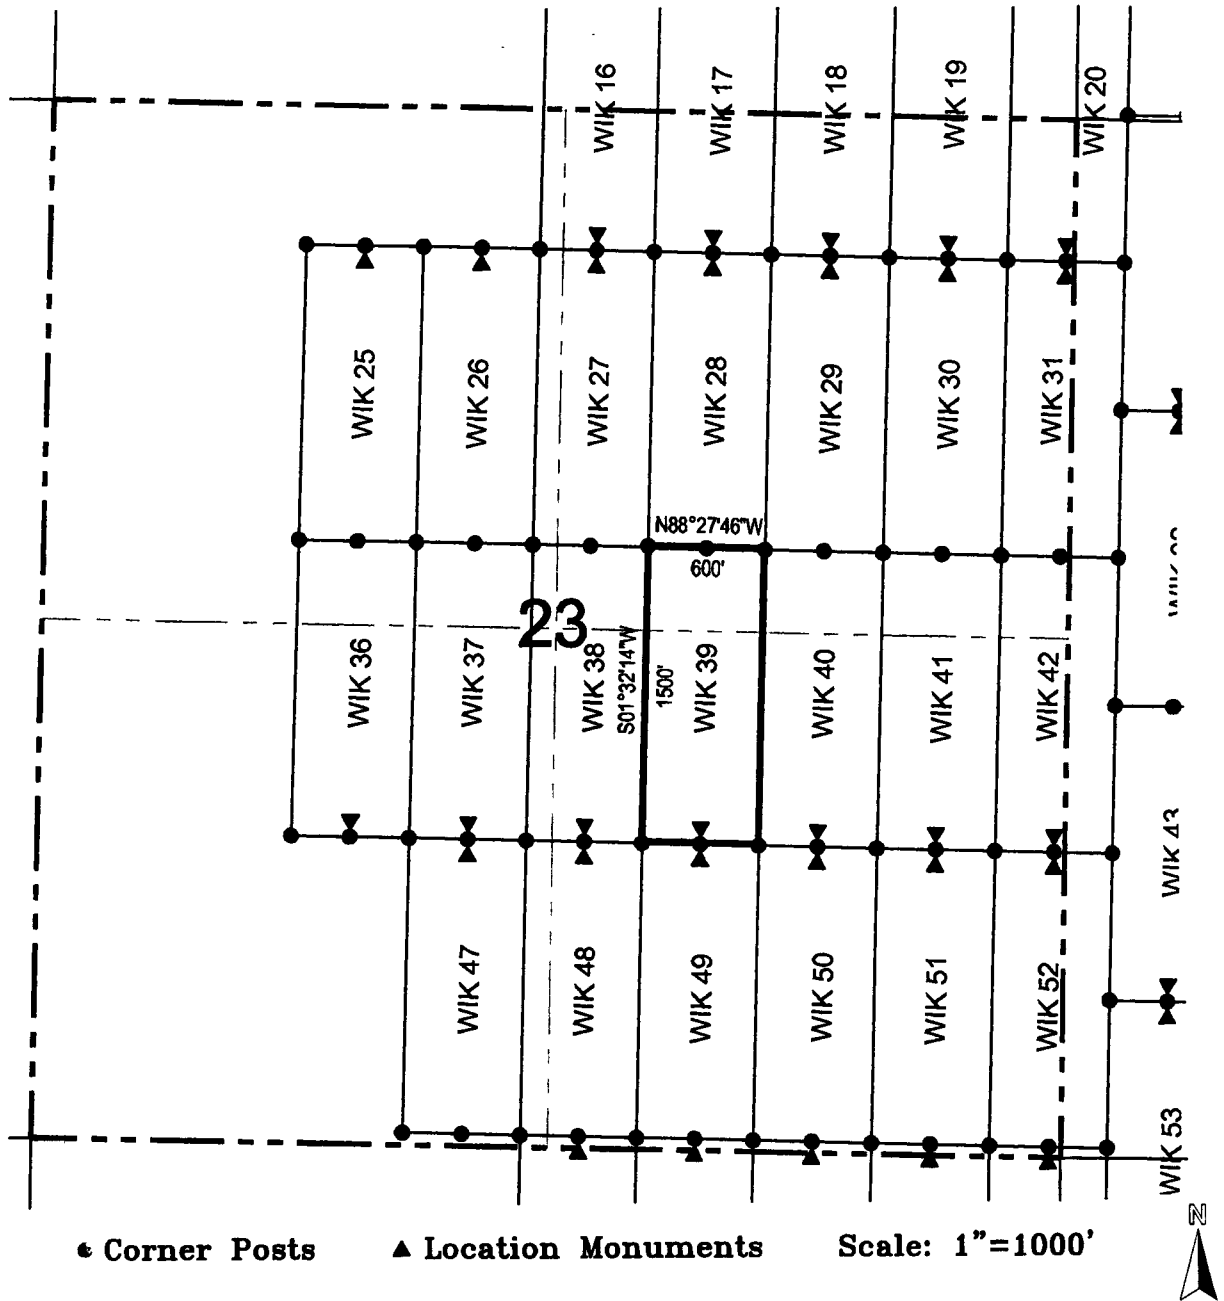 WIK 16
WIK 17
WIK 18
WIK 19
WIK 20
WIK 25
WIK 26
WIK 27
WIK 28
WIK 29
WIK 30
WIK 31
N88°27'46"W
600'
23
WIK 36
WIK 37
WIK 38
S01°32'14"W
1500'
WIK 39
WIK 40
WIK 41
WIK 42
WIK 43
WIK 47
WIK 48
WIK 49
WIK 50
WIK 51
WIK 52
WIK 53
Corner Posts
Location Monuments
Scale: 1"=1000'
N